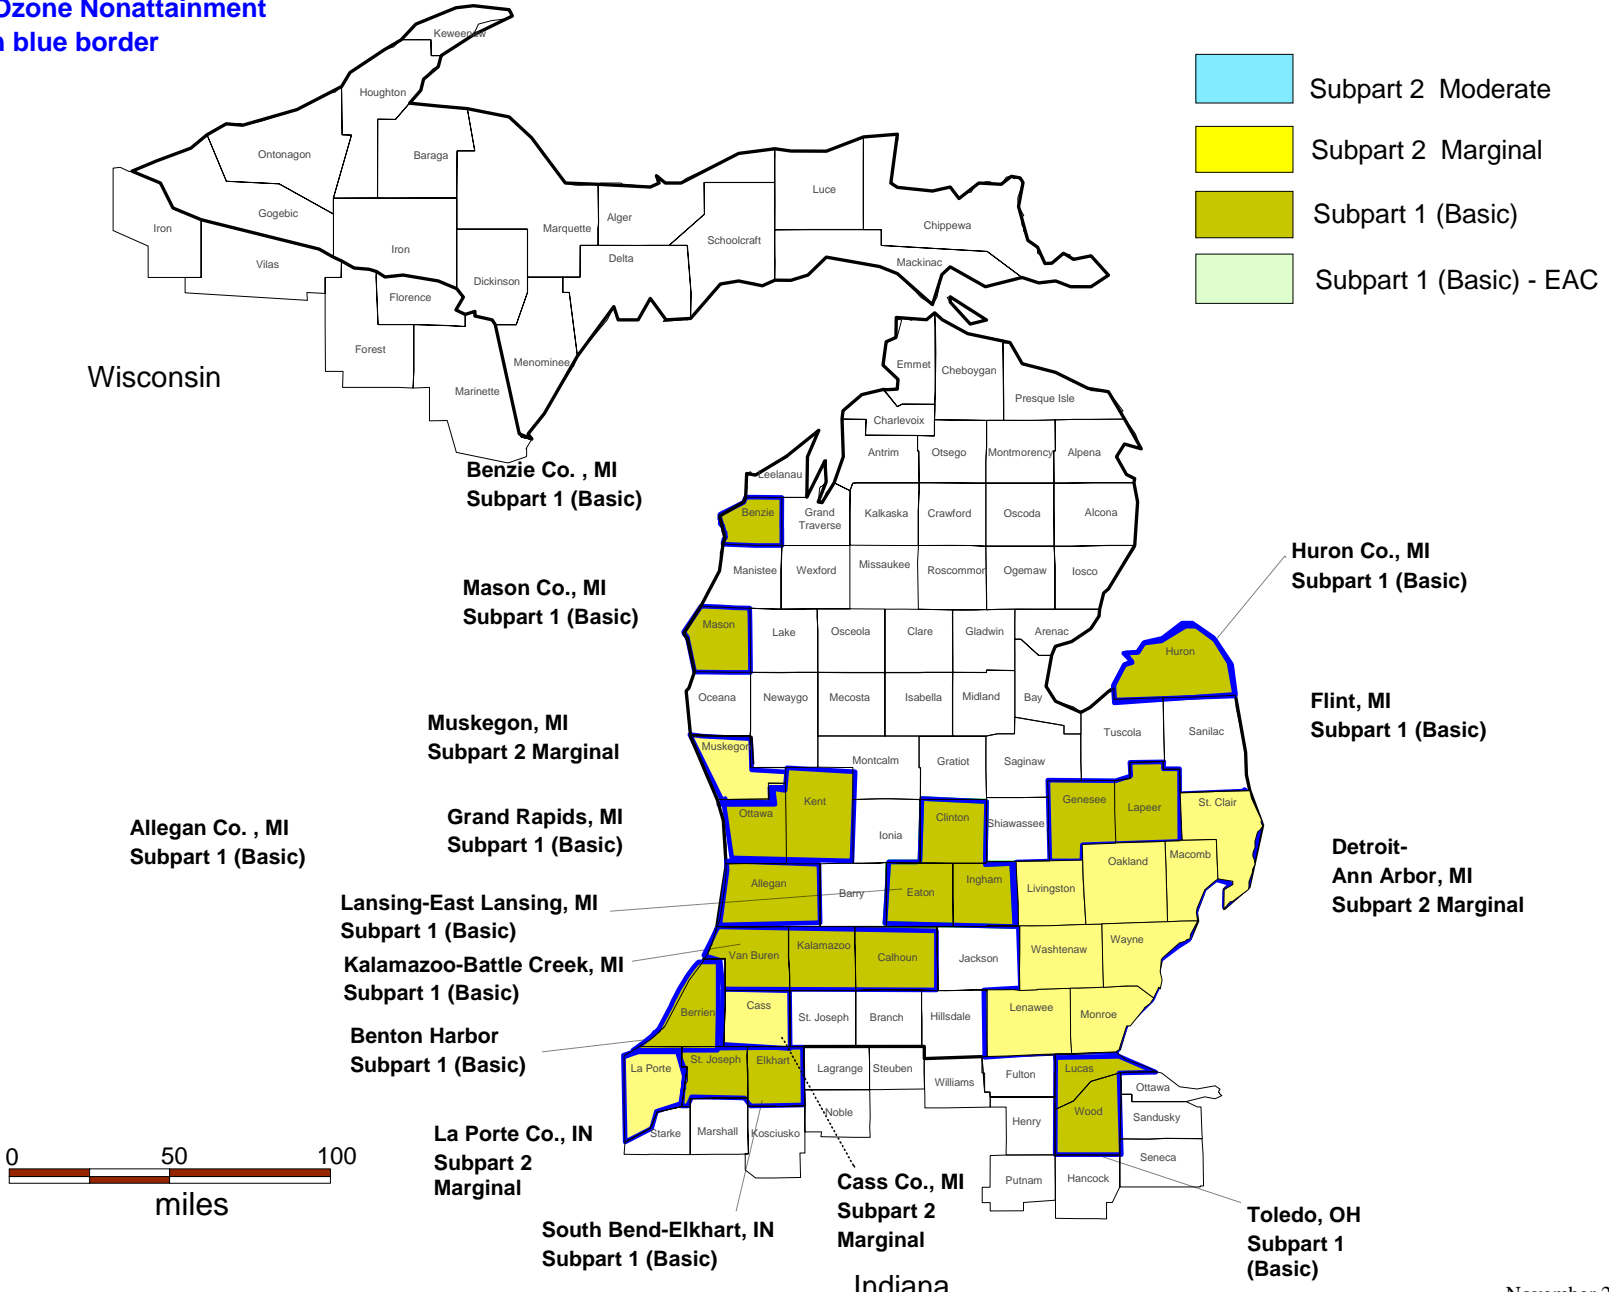 Ozone Nonattainment
blue border
Subpart 2 Moderate
Subpart 2 Marginal
Subpart 1 (Basic)
Subpart 1 (Basic) - EAC
Keweenaw
Houghton
Ontonagon
Baraga
Gogebic
Iron
Vilas
Iron
Marquette
Alger
Luce
Chippewa
Schoolcraft
Mackinac
Delta
Dickinson
Florence
Forest
Menominee
Marinette
Wisconsin
Emmet
Cheboygan
Presque Isle
Charlevoix
Antrim
Otsego
Montmorency
Alpena
Leelanau
Benzie Co. , MI
Subpart 1 (Basic)
Benzie
Grand
Traverse
Kalkaska
Crawford
Oscoda
Alcona
Manistee
Wexford
Missaukee
Roscommon
Ogemaw
Iosco
Huron Co., MI
Subpart 1 (Basic)
Mason Co., MI
Subpart 1 (Basic)
Mason
Lake
Osceola
Clare
Gladwin
Arenac
Huron
Oceana
Newaygo
Mecosta
Isabella
Midland
Bay
Tuscola
Sanilac
Flint, MI
Subpart 1 (Basic)
Muskegon, MI
Subpart 2 Marginal
Muskegon
Montcalm
Gratiot
Saginaw
Grand Rapids, MI
Subpart 1 (Basic)
Ottawa
Kent
Ionia
Clinton
Shiawassee
Genesee
Lapeer
St. Clair
Allegan Co. , MI
Subpart 1 (Basic)
Detroit-
Ann Arbor, MI
Subpart 2 Marginal
Allegan
Barry
Eaton
Ingham
Livingston
Oakland
Macomb
Lansing-East Lansing, MI
Subpart 1 (Basic)
Kalamazoo-Battle Creek, MI
Subpart 1 (Basic)
Van Buren
Kalamazoo
Calhoun
Jackson
Washtenaw
Wayne
Benton Harbor
Subpart 1 (Basic)
Berrien
Cass
St. Joseph
Branch
Hillsdale
Lenawee
Monroe
La Porte
St. Joseph
Elkhart
Lagrange
Steuben
Williams
Fulton
Lucas
Ottawa
Wood
Henry
Sandusky
Seneca
Noble
Starke
Marshall
Kosciusko
Putnam
Hancock
La Porte Co., IN
Subpart 2
Marginal
South Bend-Elkhart, IN
Subpart 1 (Basic)
Cass Co., MI
Subpart 2
Marginal
Toledo, OH
Subpart 1
(Basic)
0 50 100
miles
Indiana
November